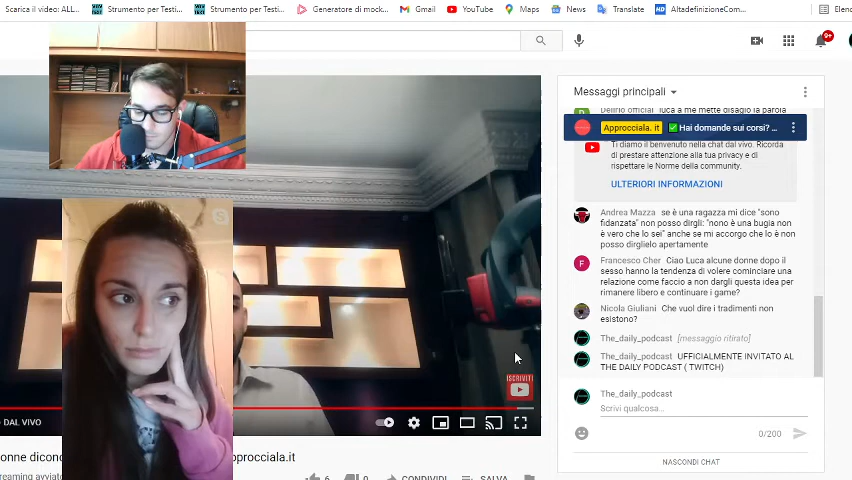 Scarica il video: ALL...
Strumento per Testi...
Strumento per Testi...
Generatore di mock...
Gmail
YouTube
Maps
News
Translate
AltadefinizioneCom...
Elenc
9+
Messaggi principali
Delirio official luca a me mette disagio la parola
Approcciala. it ✅ Hai domande sui corsi? ...
Ti diamo il benvenuto nella chat dal vivo. Ricorda
di prestare attenzione alla tua privacy e di
rispettare le Norme della community.
ULTERIORI INFORMAZIONI
Andrea Mazza se è una ragazza mi dice "sono
fidanzata" non posso dirgli: "nono è una bugia non
è vero che lo sei" anche se mi accorgo che lo è non
posso dirglielo apertamente
F
Francesco Cher Ciao Luca alcune donne dopo il
sesso hanno la tendenza di volere cominciare una
relazione come faccio a non dargli questa idea per
rimanere libero e continuare i game?
Nicola Giuliani Che vuol dire i tradimenti non
esistono?
The_daily_podcast [messaggio ritirato]
The_daily_podcast UFFICIALMENTE INVITATO AL
THE DAILY PODCAST ( TWITCH)
The_daily_podcast
Scrivi qualcosa...
0/200
NASCONDI CHAT
ISCRIVITI
DAL VIVO
onne dicono
pprocciala.it
streaming avviato
6
0
CONDIVIDI
SALVA